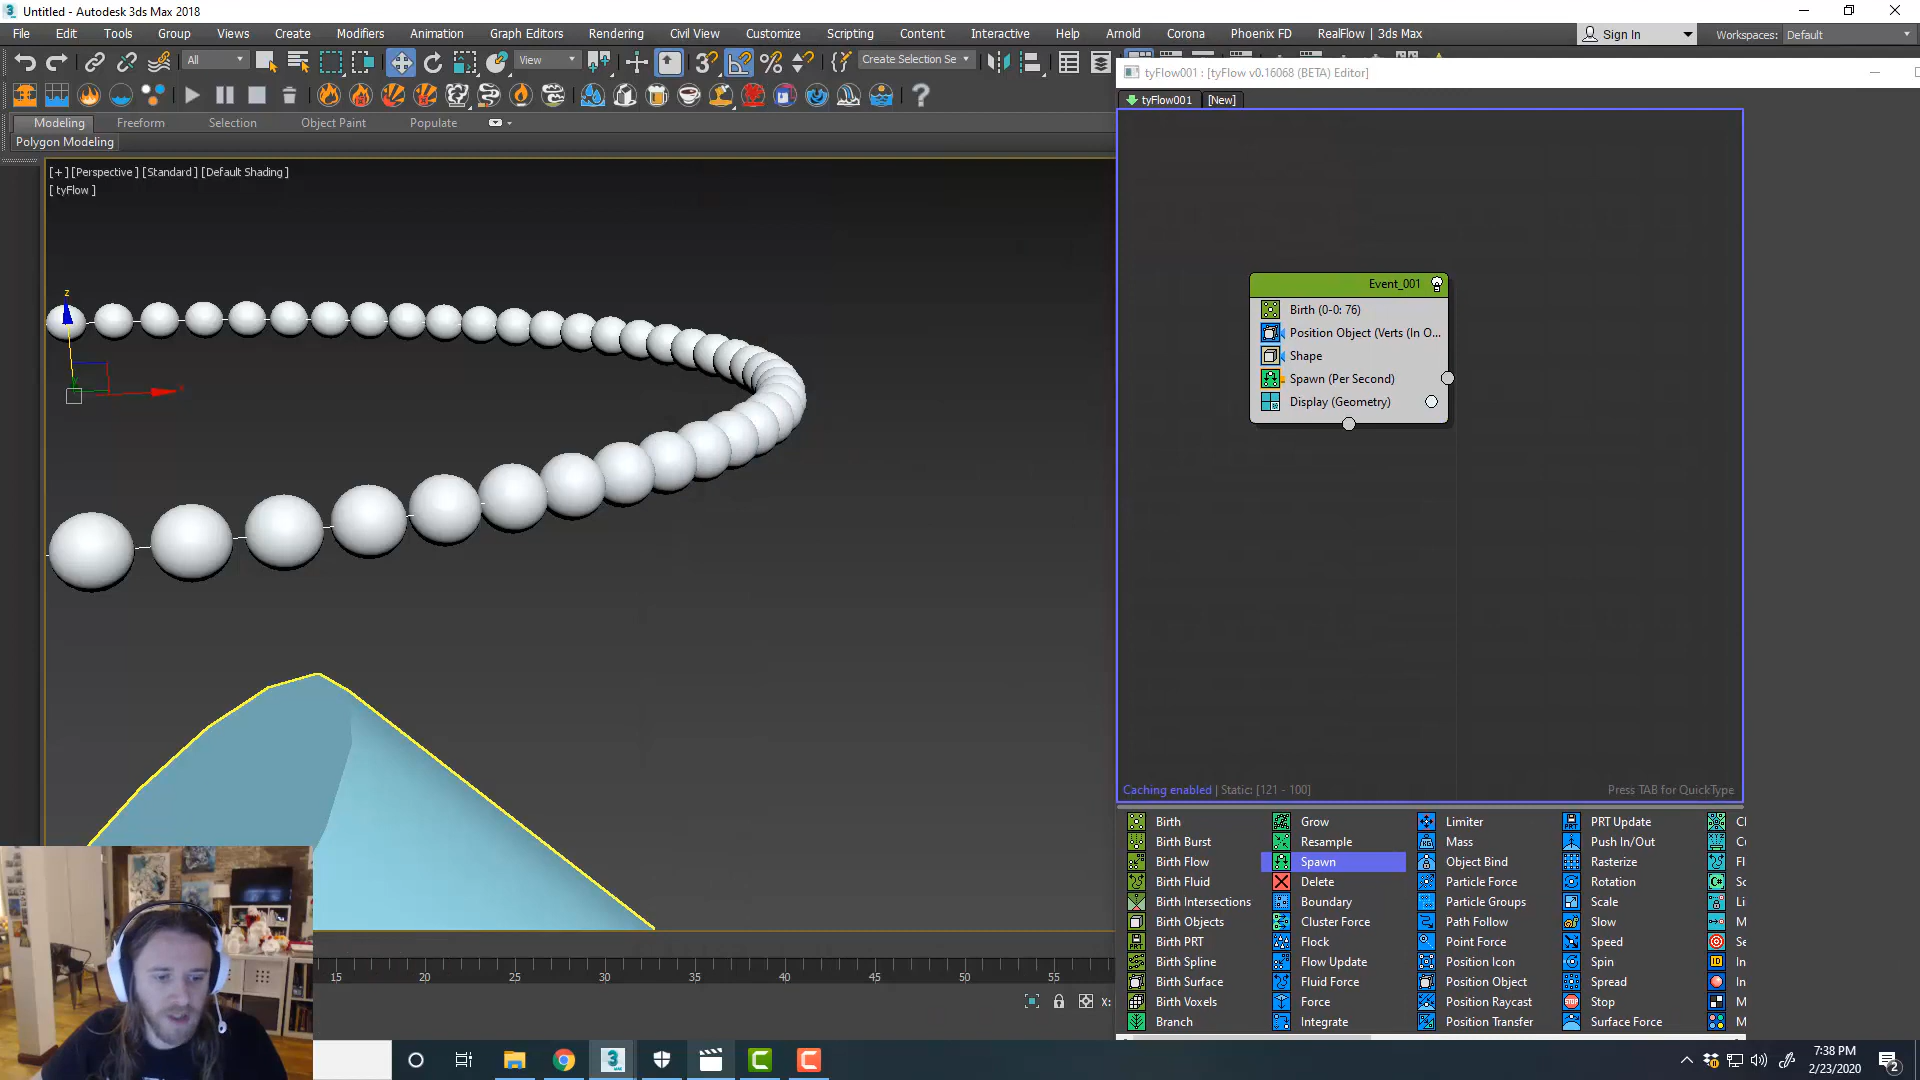 Untitled - Autodesk 3ds Max 2018
File Edit Tools Group Views Create Modifiers Animation Graph Editors Rendering Civil View Customize Scripting Content Interactive Help Arnold Corona Phoenix FD RealFlow | 3ds Max Sign In Workspaces: Default
All View Create Selection Se
tyFlow001 : [tyFlow v0.16068 (BETA) Editor]
tyFlow001 [New]
Modeling Freeform Selection Object Paint Populate
Polygon Modeling
[+] [Perspective] [Standard] [Default Shading]
[ tyFlow ]
z
x
Event_001
Birth (0-0: 76)
Position Object (Verts (In O...
Shape
Spawn (Per Second)
Display (Geometry)
Caching enabled | Static: [121 - 100] Press TAB for QuickType
Birth Grow Limiter PRT Update
Birth Burst Resample Mass Push In/Out
Birth Flow Spawn Object Bind Rasterize
Birth Fluid Delete Particle Force Rotation
Birth Intersections Boundary Particle Groups Scale
Birth Objects Cluster Force Path Follow Slow
Birth PRT Flock Point Force Speed
Birth Spline Flow Update Position Icon Spin
Birth Surface Fluid Force Position Object Spread
Birth Voxels Force Position Raycast Stop
Branch Integrate Position Transfer Surface Force
15 20 25 30 35 40 45 50 55
X:
7:38 PM
2/23/2020
2